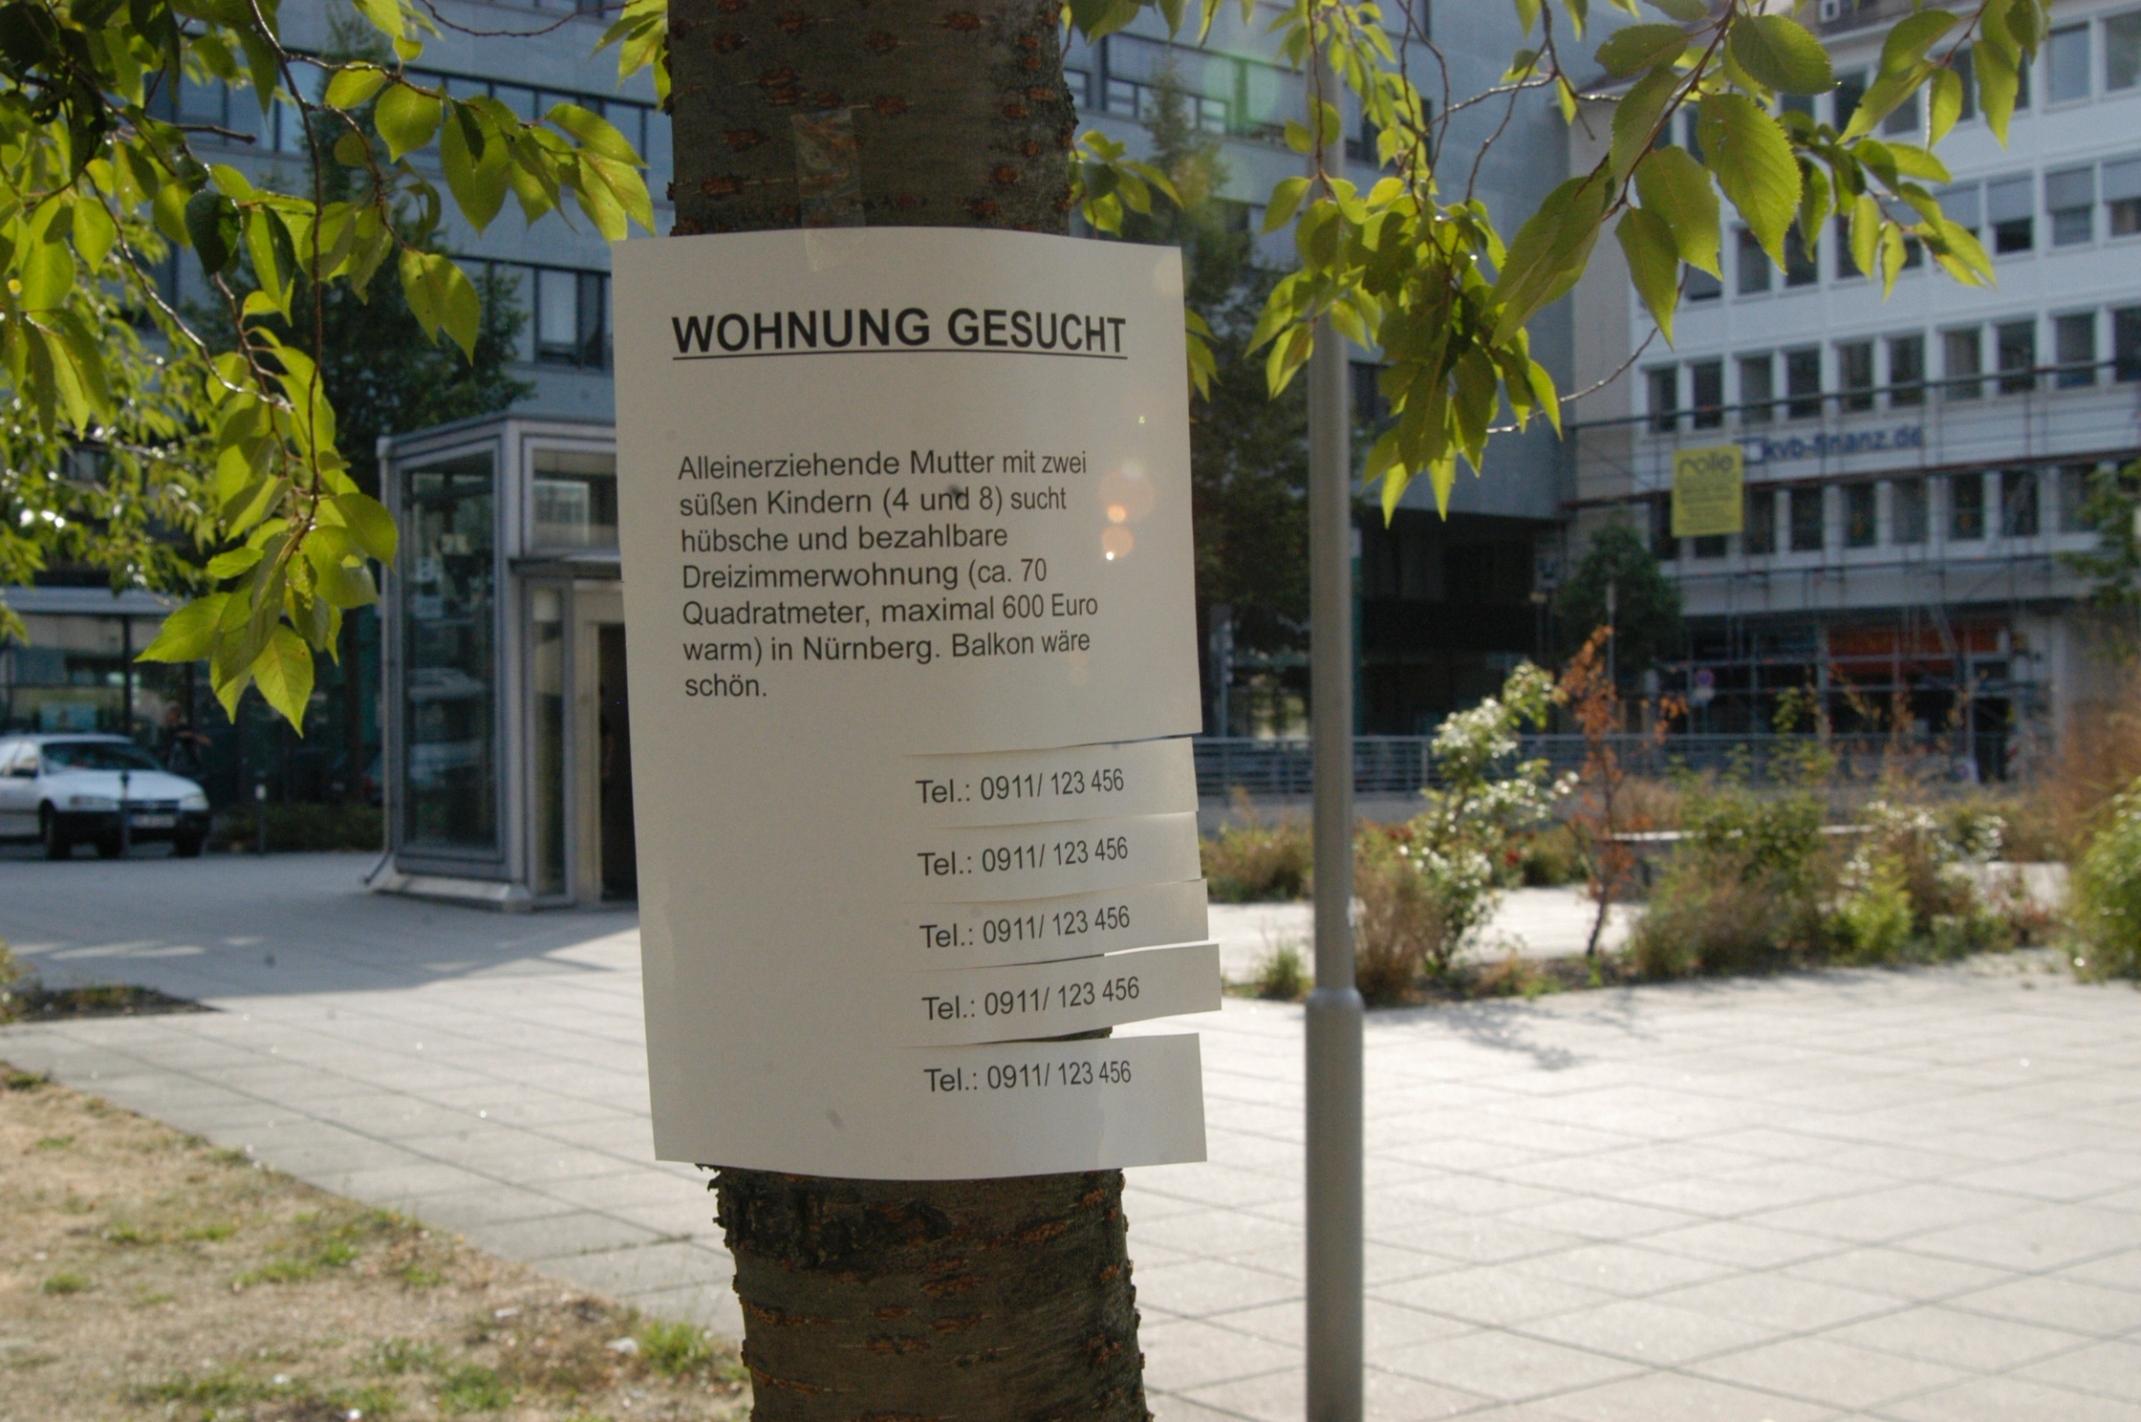 WOHNUNG GESUCHT
Alleinerziehende Mutter mit zwei
süßen Kindern (4 und 8) sucht
hübsche und bezahlbare
Dreizimmerwohnung (ca. 70
Quadratmeter, maximal 600 Euro
warm) in Nürnberg. Balkon wäre
schön.
Tel.: 0911/ 123 456
Tel.: 0911/ 123 456
Tel.: 0911/ 123 456
Tel.: 0911/ 123 456
Tel.: 0911/ 123 456
kvb-finanz.de
rolle